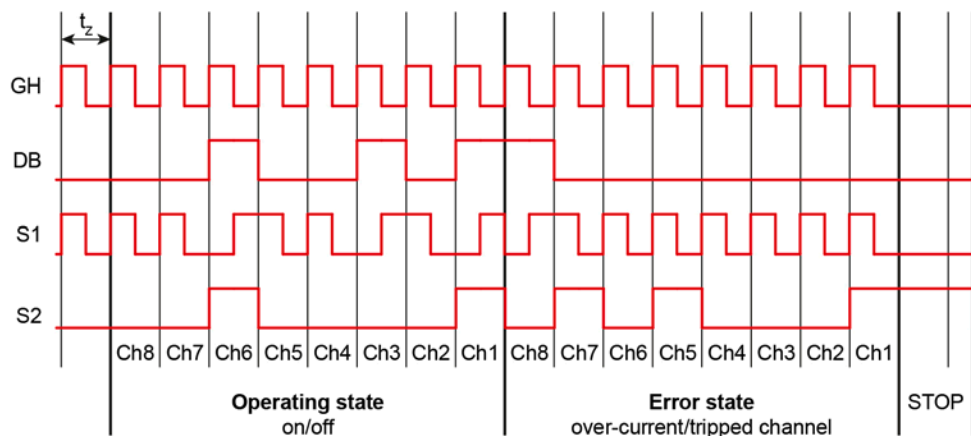 t_z
GH
DB
S1
S2
Ch8 Ch7 Ch6 Ch5 Ch4 Ch3 Ch2 Ch1 Ch8 Ch7 Ch6 Ch5 Ch4 Ch3 Ch2 Ch1
Operating state Error state STOP
on/off over-current/tripped channel